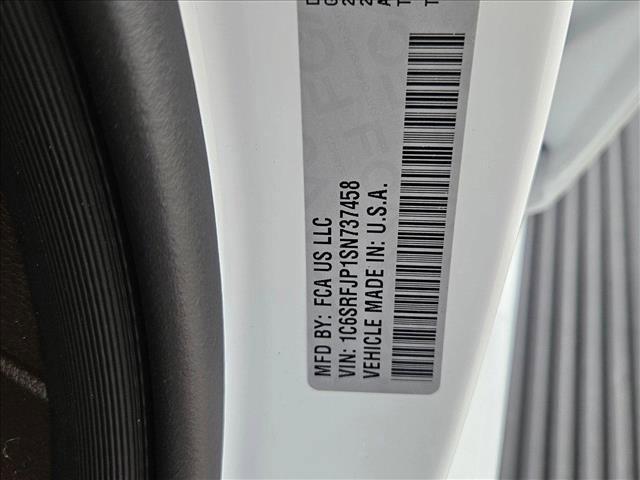 MFD BY: FCA US LLC
VIN: 1C6SRFJP1SN737458
VEHICLE MADE IN: U.S.A.